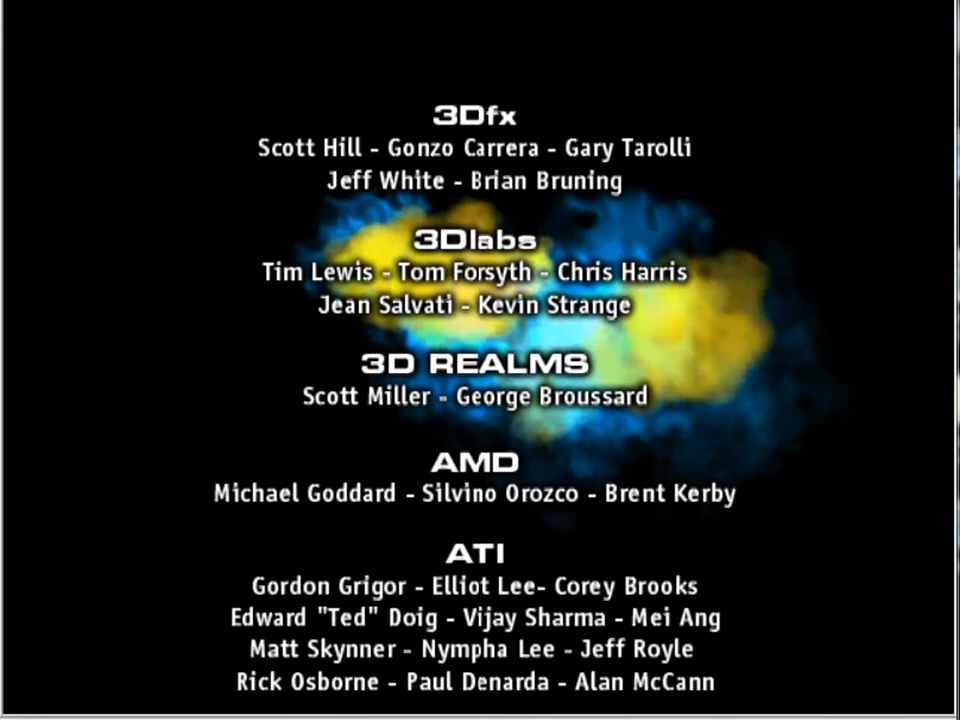 3Dfx
Scott Hill - Gonzo Carrera - Gary Tarolli
Jeff White - Brian Bruning
3Dlabs
Tim Lewis - Tom Forsyth - Chris Harris
Jean Salvati - Kevin Strange
3D REALMS
Scott Miller - George Broussard
AMD
Michael Goddard - Silvino Orozco - Brent Kerby
ATI
Gordon Grigor - Elliot Lee- Corey Brooks
Edward "Ted" Doig - Vijay Sharma - Mei Ang
Matt Skynner - Nympha Lee - Jeff Royle
Rick Osborne - Paul Denarda - Alan McCann